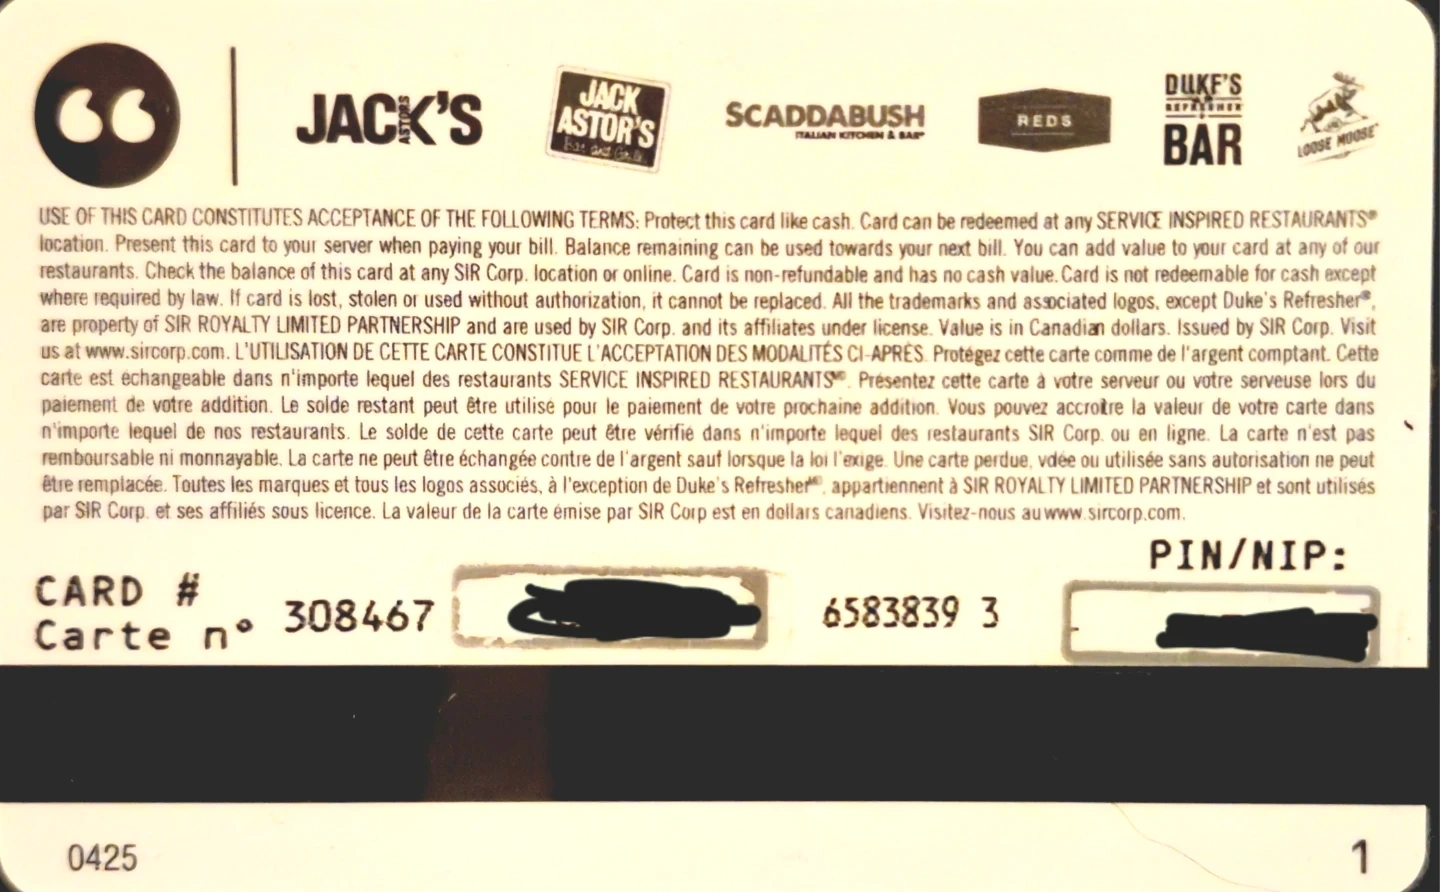 JACK'S
ASTORS
JACK ASTOR'S
Bar and Grill
SCADDABUSH
ITALIAN KITCHEN & BAR
REDS
DUKE'S
REFRESHER
BAR
LOOSE MOOSE
USE OF THIS CARD CONSTITUTES ACCEPTANCE OF THE FOLLOWING TERMS: Protect this card like cash. Card can be redeemed at any SERVICE INSPIRED RESTAURANTS®
location. Present this card to your server when paying your bill. Balance remaining can be used towards your next bill. You can add value to your card at any of our
restaurants. Check the balance of this card at any SIR Corp. location or online. Card is non-refundable and has no cash value. Card is not redeemable for cash except
where required by law. If card is lost, stolen or used without authorization, it cannot be replaced. All the trademarks and associated logos, except Duke's Refresher®,
are property of SIR ROYALTY LIMITED PARTNERSHIP and are used by SIR Corp. and its affiliates under license. Value is in Canadian dollars. Issued by SIR Corp. Visit
us at www.sircorp.com. L'UTILISATION DE CETTE CARTE CONSTITUE L'ACCEPTATION DES MODALITÉS CI-APRÈS. Protégez cette carte comme de l'argent comptant. Cette
carte est échangeable dans n'importe lequel des restaurants SERVICE INSPIRED RESTAURANTS. Présentez cette carte à votre serveur ou votre serveuse lors du
paiement de votre addition. Le solde restant peut être utilisé pour le paiement de votre prochaine addition. Vous pouvez accroître la valeur de votre carte dans
n'importe lequel de nos restaurants. Le solde de cette carte peut être vérifié dans n'importe lequel des restaurants SIR Corp. ou en ligne. La carte n'est pas
remboursable ni monnayable. La carte ne peut être échangée contre de l'argent sauf lorsque la loi l'exige. Une carte perdue, volée ou utilisée sans autorisation ne peut
être remplacée. Toutes les marques et tous les logos associés, à l'exception de Duke's Refresher, appartiennent à SIR ROYALTY LIMITED PARTNERSHIP et sont utilisés
par SIR Corp. et ses affiliés sous licence. La valeur de la carte émise par SIR Corp est en dollars canadiens. Visitez-nous au www.sircorp.com.
PIN/NIP:
CARD #
Carte n° 308467 6583839 3
0425 1